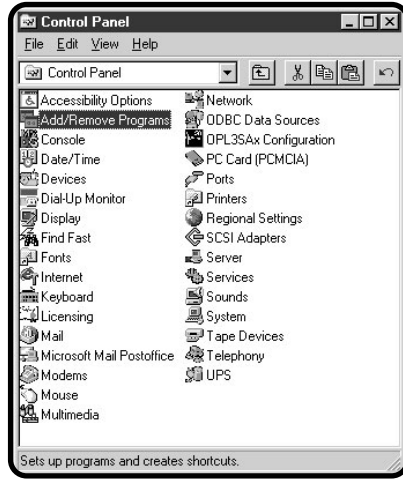 Control Panel
File Edit View Help
Control Panel
Accessibility Options
Add/Remove Programs
Console
Date/Time
Devices
Dial-Up Monitor
Display
Find Fast
Fonts
Internet
Keyboard
Licensing
Mail
Microsoft Mail Postoffice
Modems
Mouse
Multimedia
Network
ODBC Data Sources
OPL3SAx Configuration
PC Card (PCMCIA)
Ports
Printers
Regional Settings
SCSI Adapters
Server
Services
Sounds
System
Tape Devices
Telephony
UPS
Sets up programs and creates shortcuts.